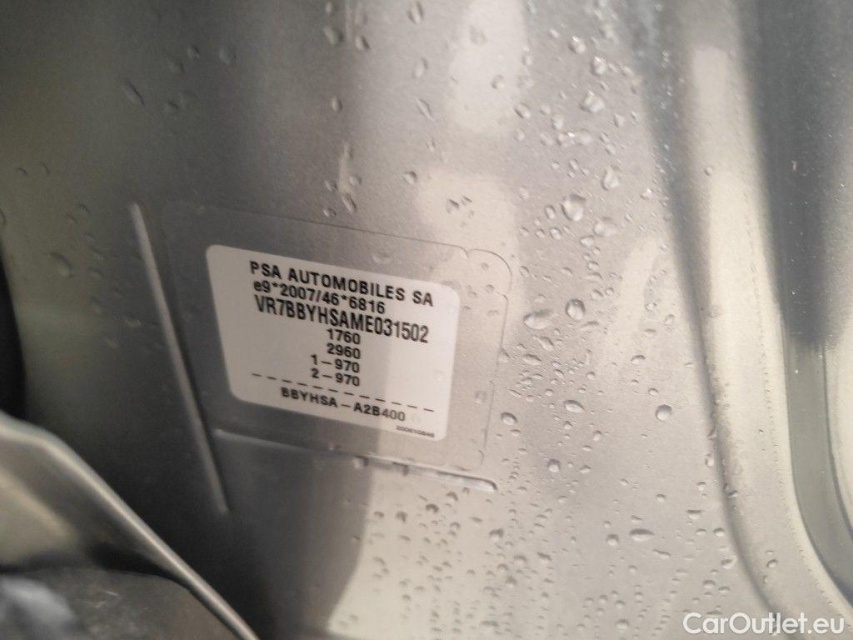 PSA AUTOMOBILES SA
e9*2007/46*6816
VR7BBYHSAME031502
1760
2960
1-970
2-970
BBYHSA-A2B400
CarOutlet.eu